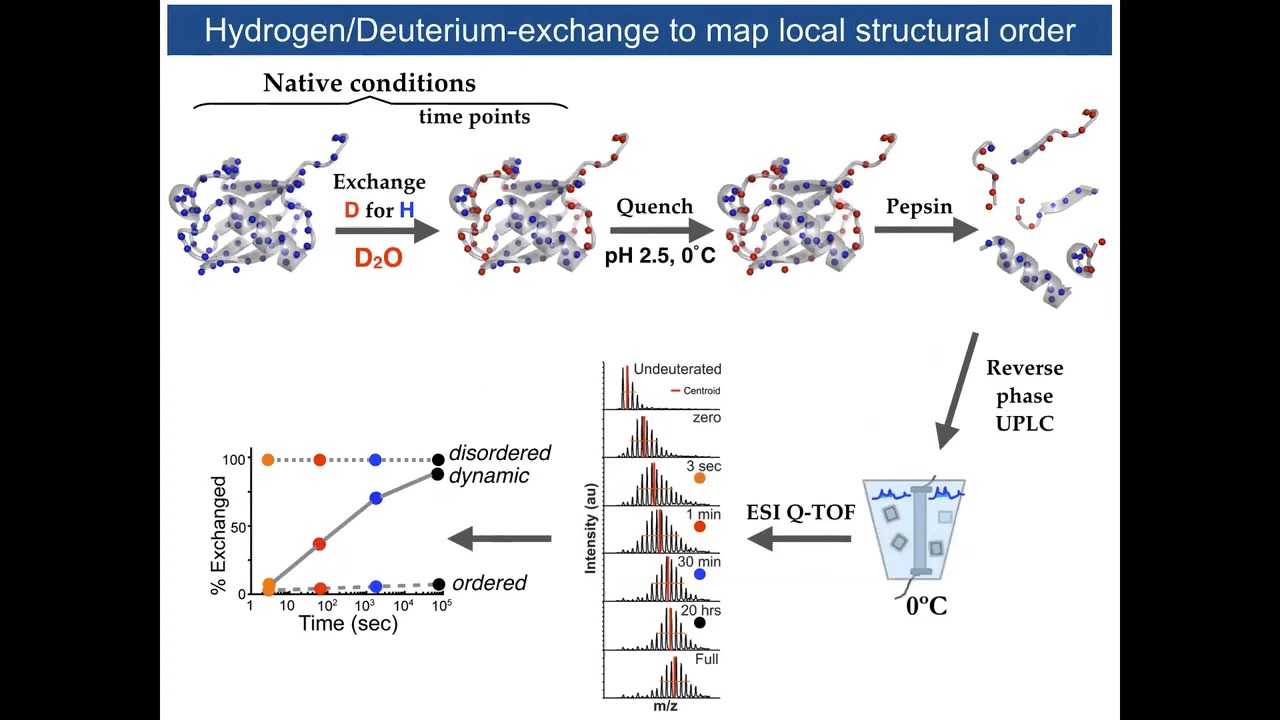 Hydrogen/Deuterium-exchange to map local structural order
Native conditions
time points
Exchange
D for H
D₂O
Quench
pH 2.5, 0°C
Pepsin
Reverse
phase
UPLC
0ºC
ESI Q-TOF
Undeuterated
Centroid
zero
3 sec
1 min
30 min
20 hrs
Full
Intensity (au)
m/z
disordered
dynamic
ordered
% Exchanged
100
50
0
1 10 10² 10³ 10⁴ 10⁵
Time (sec)